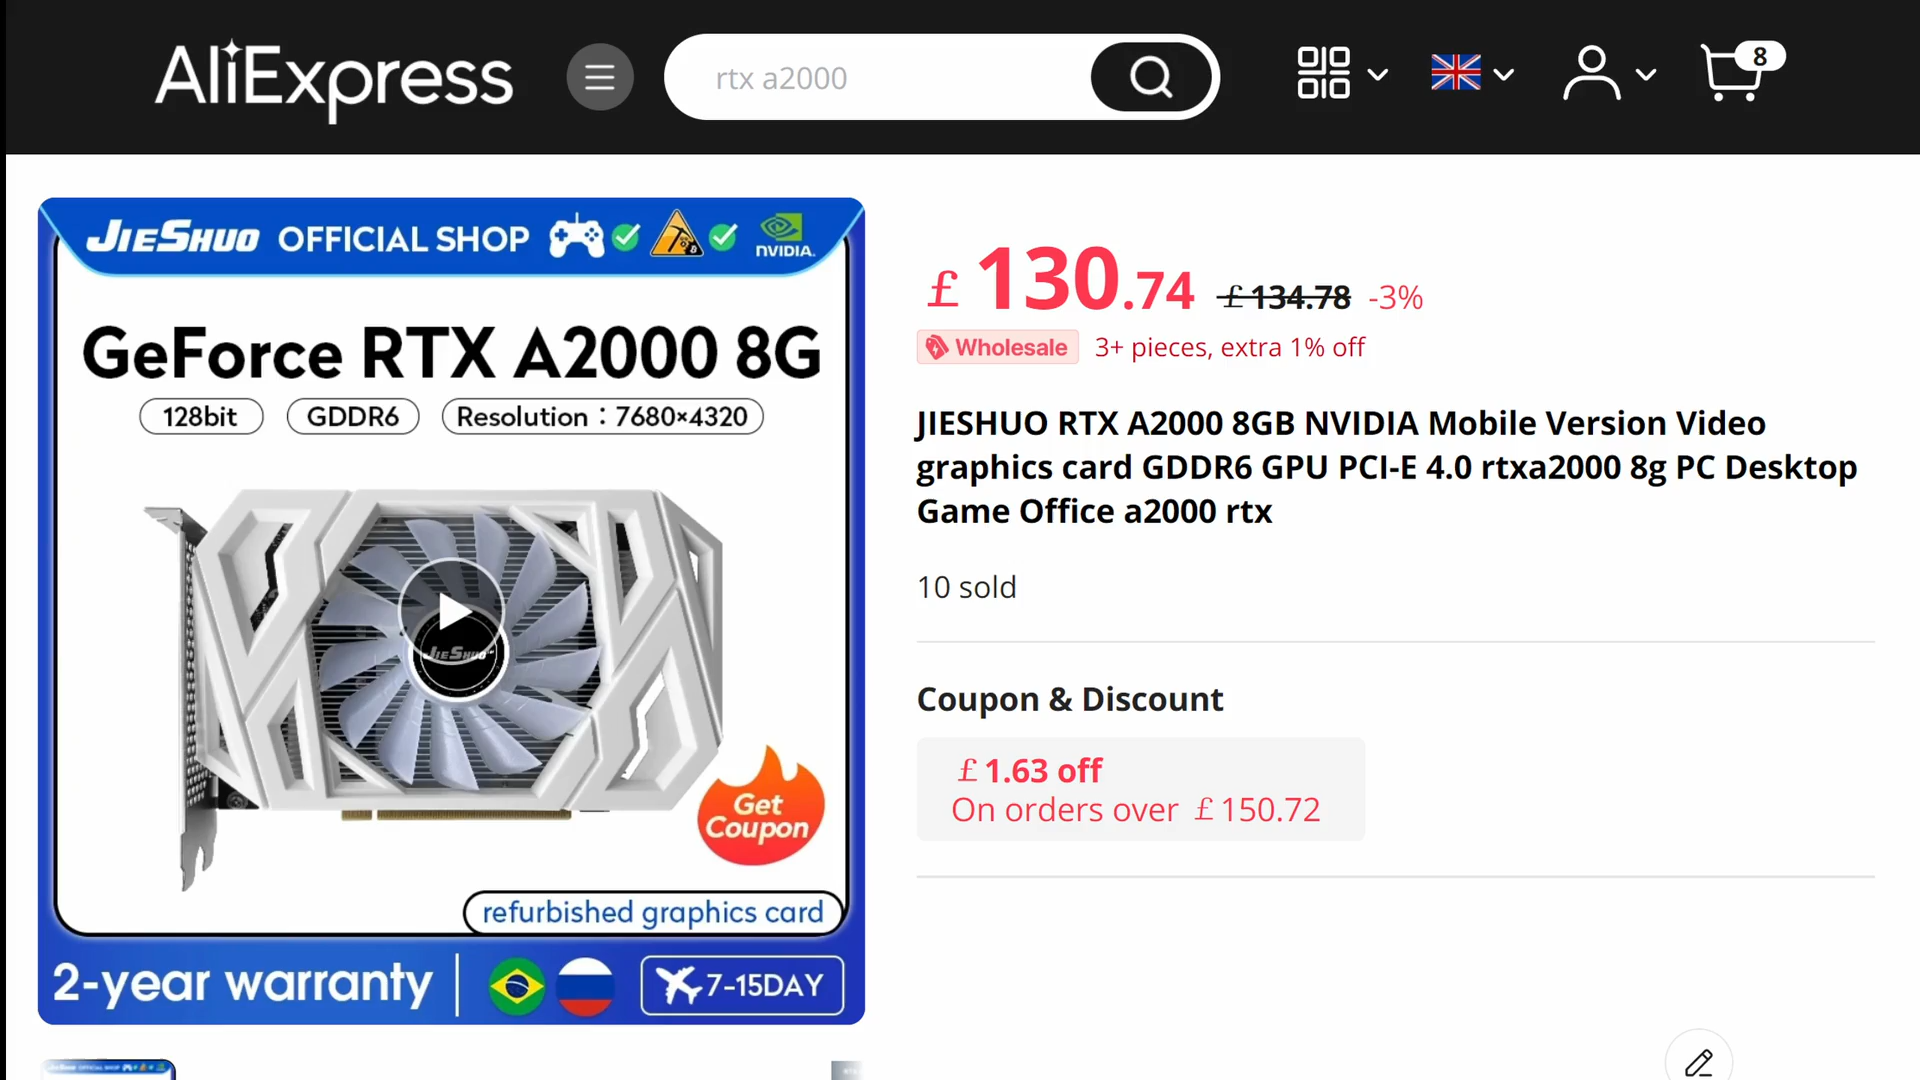 AliExpress
rtx a2000
8
JIESHUO OFFICIAL SHOP
NVIDIA.
GeForce RTX A2000 8G
128bit
GDDR6
Resolution：7680×4320
JIESHUO
Get
Coupon
refurbished graphics card
2-year warranty
7-15DAY
£ 130.74 £134.78 -3%
Wholesale 3+ pieces, extra 1% off
JIESHUO RTX A2000 8GB NVIDIA Mobile Version Video
graphics card GDDR6 GPU PCI-E 4.0 rtxa2000 8g PC Desktop
Game Office a2000 rtx
10 sold
Coupon & Discount
£1.63 off
On orders over £150.72